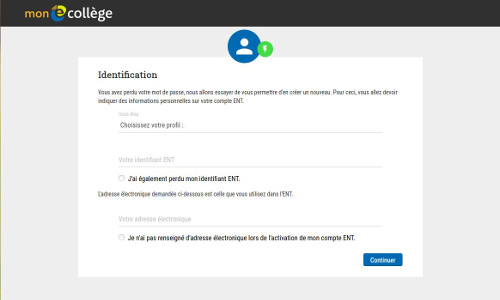 mon e collège
Identification
Vous avez perdu votre mot de passe, nous allons essayer de vous permettre d'en créer un nouveau. Pour ceci, vous allez devoir
indiquer des informations personnelles sur votre compte ENT.
Vous êtes
Choisissez votre profil :
Votre identifiant ENT
J'ai également perdu mon identifiant ENT.
L'adresse électronique demandée ci-dessous est celle que vous utilisez dans l'ENT.
Votre adresse électronique
Je n'ai pas renseigné d'adresse électronique lors de l'activation de mon compte ENT.
Continuer